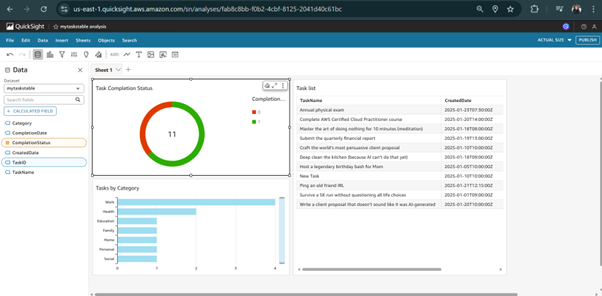 us-east-1.quicksight.aws.amazon.com/sn/analyses/fab8c8bb-f0b2-4cbf-8125-2041d40c61bc
QuickSight
mytaskstable analysis
File Edit Data Insert Sheets Objects Search
ACTUAL SIZE
PUBLISH
ADD
Data
Dataset
mytaskstable
Search fields
+ CALCULATED FIELD
Category
CompletionDate
CompletionStatus
CreatedDate
TaskID
TaskName
Sheet 1
Task Completion Status
11
Completion...
0
1
Tasks by Category
Work
Health
Education
Family
Home
Personal
Social
0 1 2 3 4
Task list
TaskName CreatedDate
Annual physical exam 2025-01-23T07:30:00Z
Complete AWS Certified Cloud Practitioner course 2025-01-20T14:00:00Z
Master the art of doing nothing for 10 minutes (meditation) 2025-01-18T08:00:00Z
Submit the quarterly financial report 2025-01-20T13:00:00Z
Craft the world's most persuasive client proposal 2025-01-20T10:00:00Z
Deep clean the kitchen (because AI can't do that yet) 2025-01-19T09:00:00Z
Host a legendary birthday bash for Mom 2025-01-05T10:00:00Z
New Task 2025-01-10T10:00:00Z
Ping an old friend IRL 2025-01-21T12:15:00Z
Survive a 5K run without questioning all life choices 2025-01-01T09:00:00Z
Write a client proposal that doesn't sound like it was AI-generated 2025-01-20T10:00:00Z